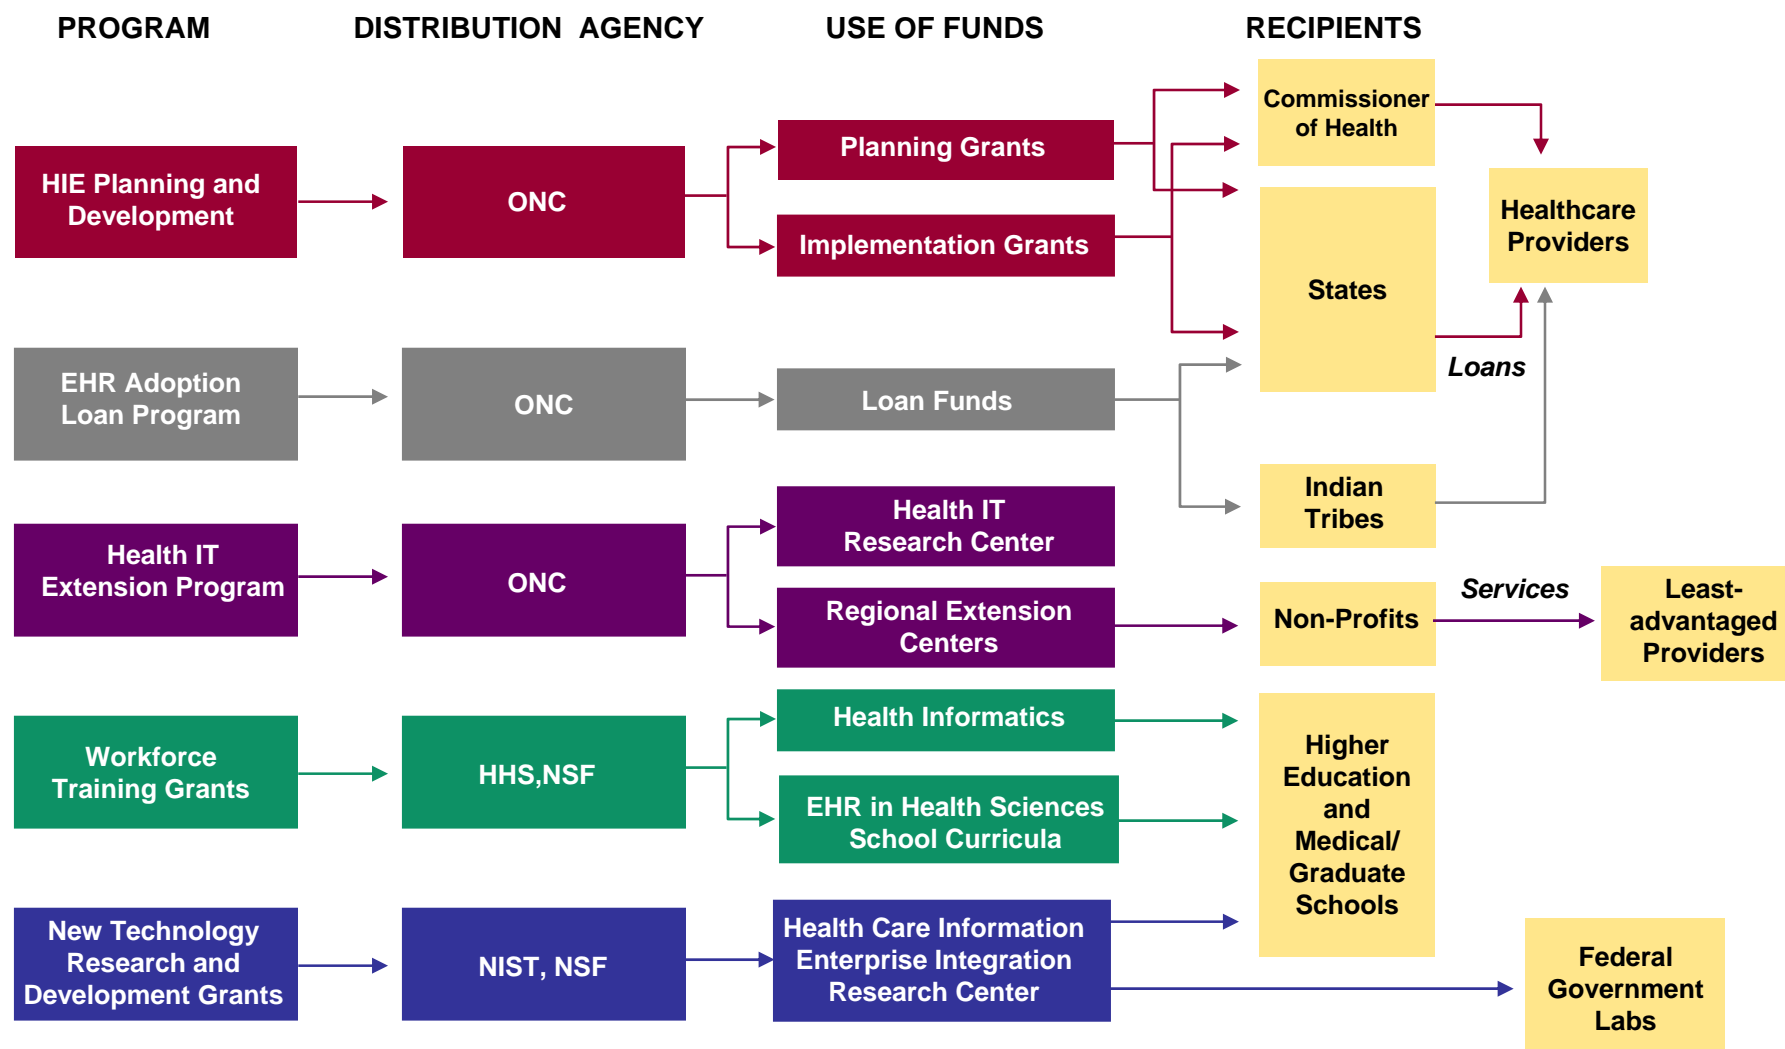 PROGRAM
DISTRIBUTION AGENCY
USE OF FUNDS
RECIPIENTS
HIE Planning and
Development
ONC
Planning Grants
Implementation Grants
Commissioner
of Health
States
Healthcare
Providers
Loans
EHR Adoption
Loan Program
ONC
Loan Funds
Indian
Tribes
Health IT
Extension Program
ONC
Health IT
Research Center
Regional Extension
Centers
Non-Profits
Services
Least-
advantaged
Providers
Workforce
Training Grants
HHS,NSF
Health Informatics
EHR in Health Sciences
School Curricula
Higher
Education
and
Medical/
Graduate
Schools
New Technology
Research and
Development Grants
NIST, NSF
Health Care Information
Enterprise Integration
Research Center
Federal
Government
Labs